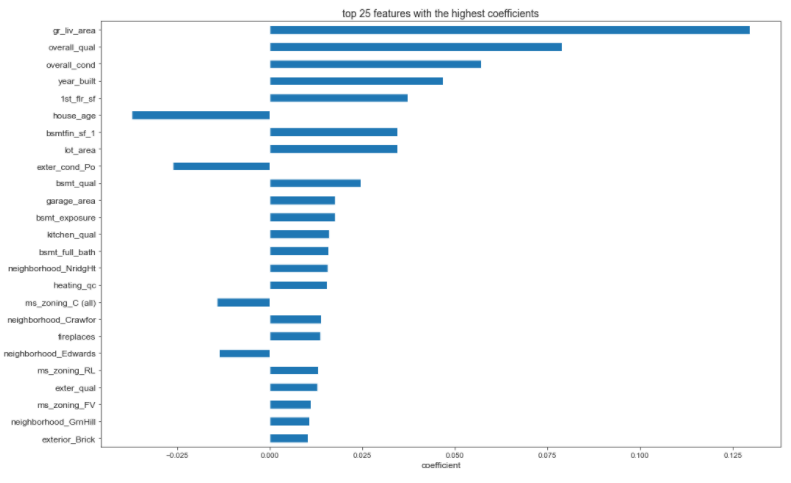 top 25 features with the highest coefficients
gr_liv_area
overall_qual
overall_cond
year_built
1st_flr_sf
house_age
bsmtfin_sf_1
lot_area
exter_cond_Po
bsmt_qual
garage_area
bsmt_exposure
kitchen_qual
bsmt_full_bath
neighborhood_NridgHt
heating_qc
ms_zoning_C (all)
neighborhood_Crawfor
fireplaces
neighborhood_Edwards
ms_zoning_RL
exter_qual
ms_zoning_FV
neighborhood_GrnHill
exterior_Brick
−0.025 0.000 0.025 0.050 0.075 0.100 0.125
coefficient